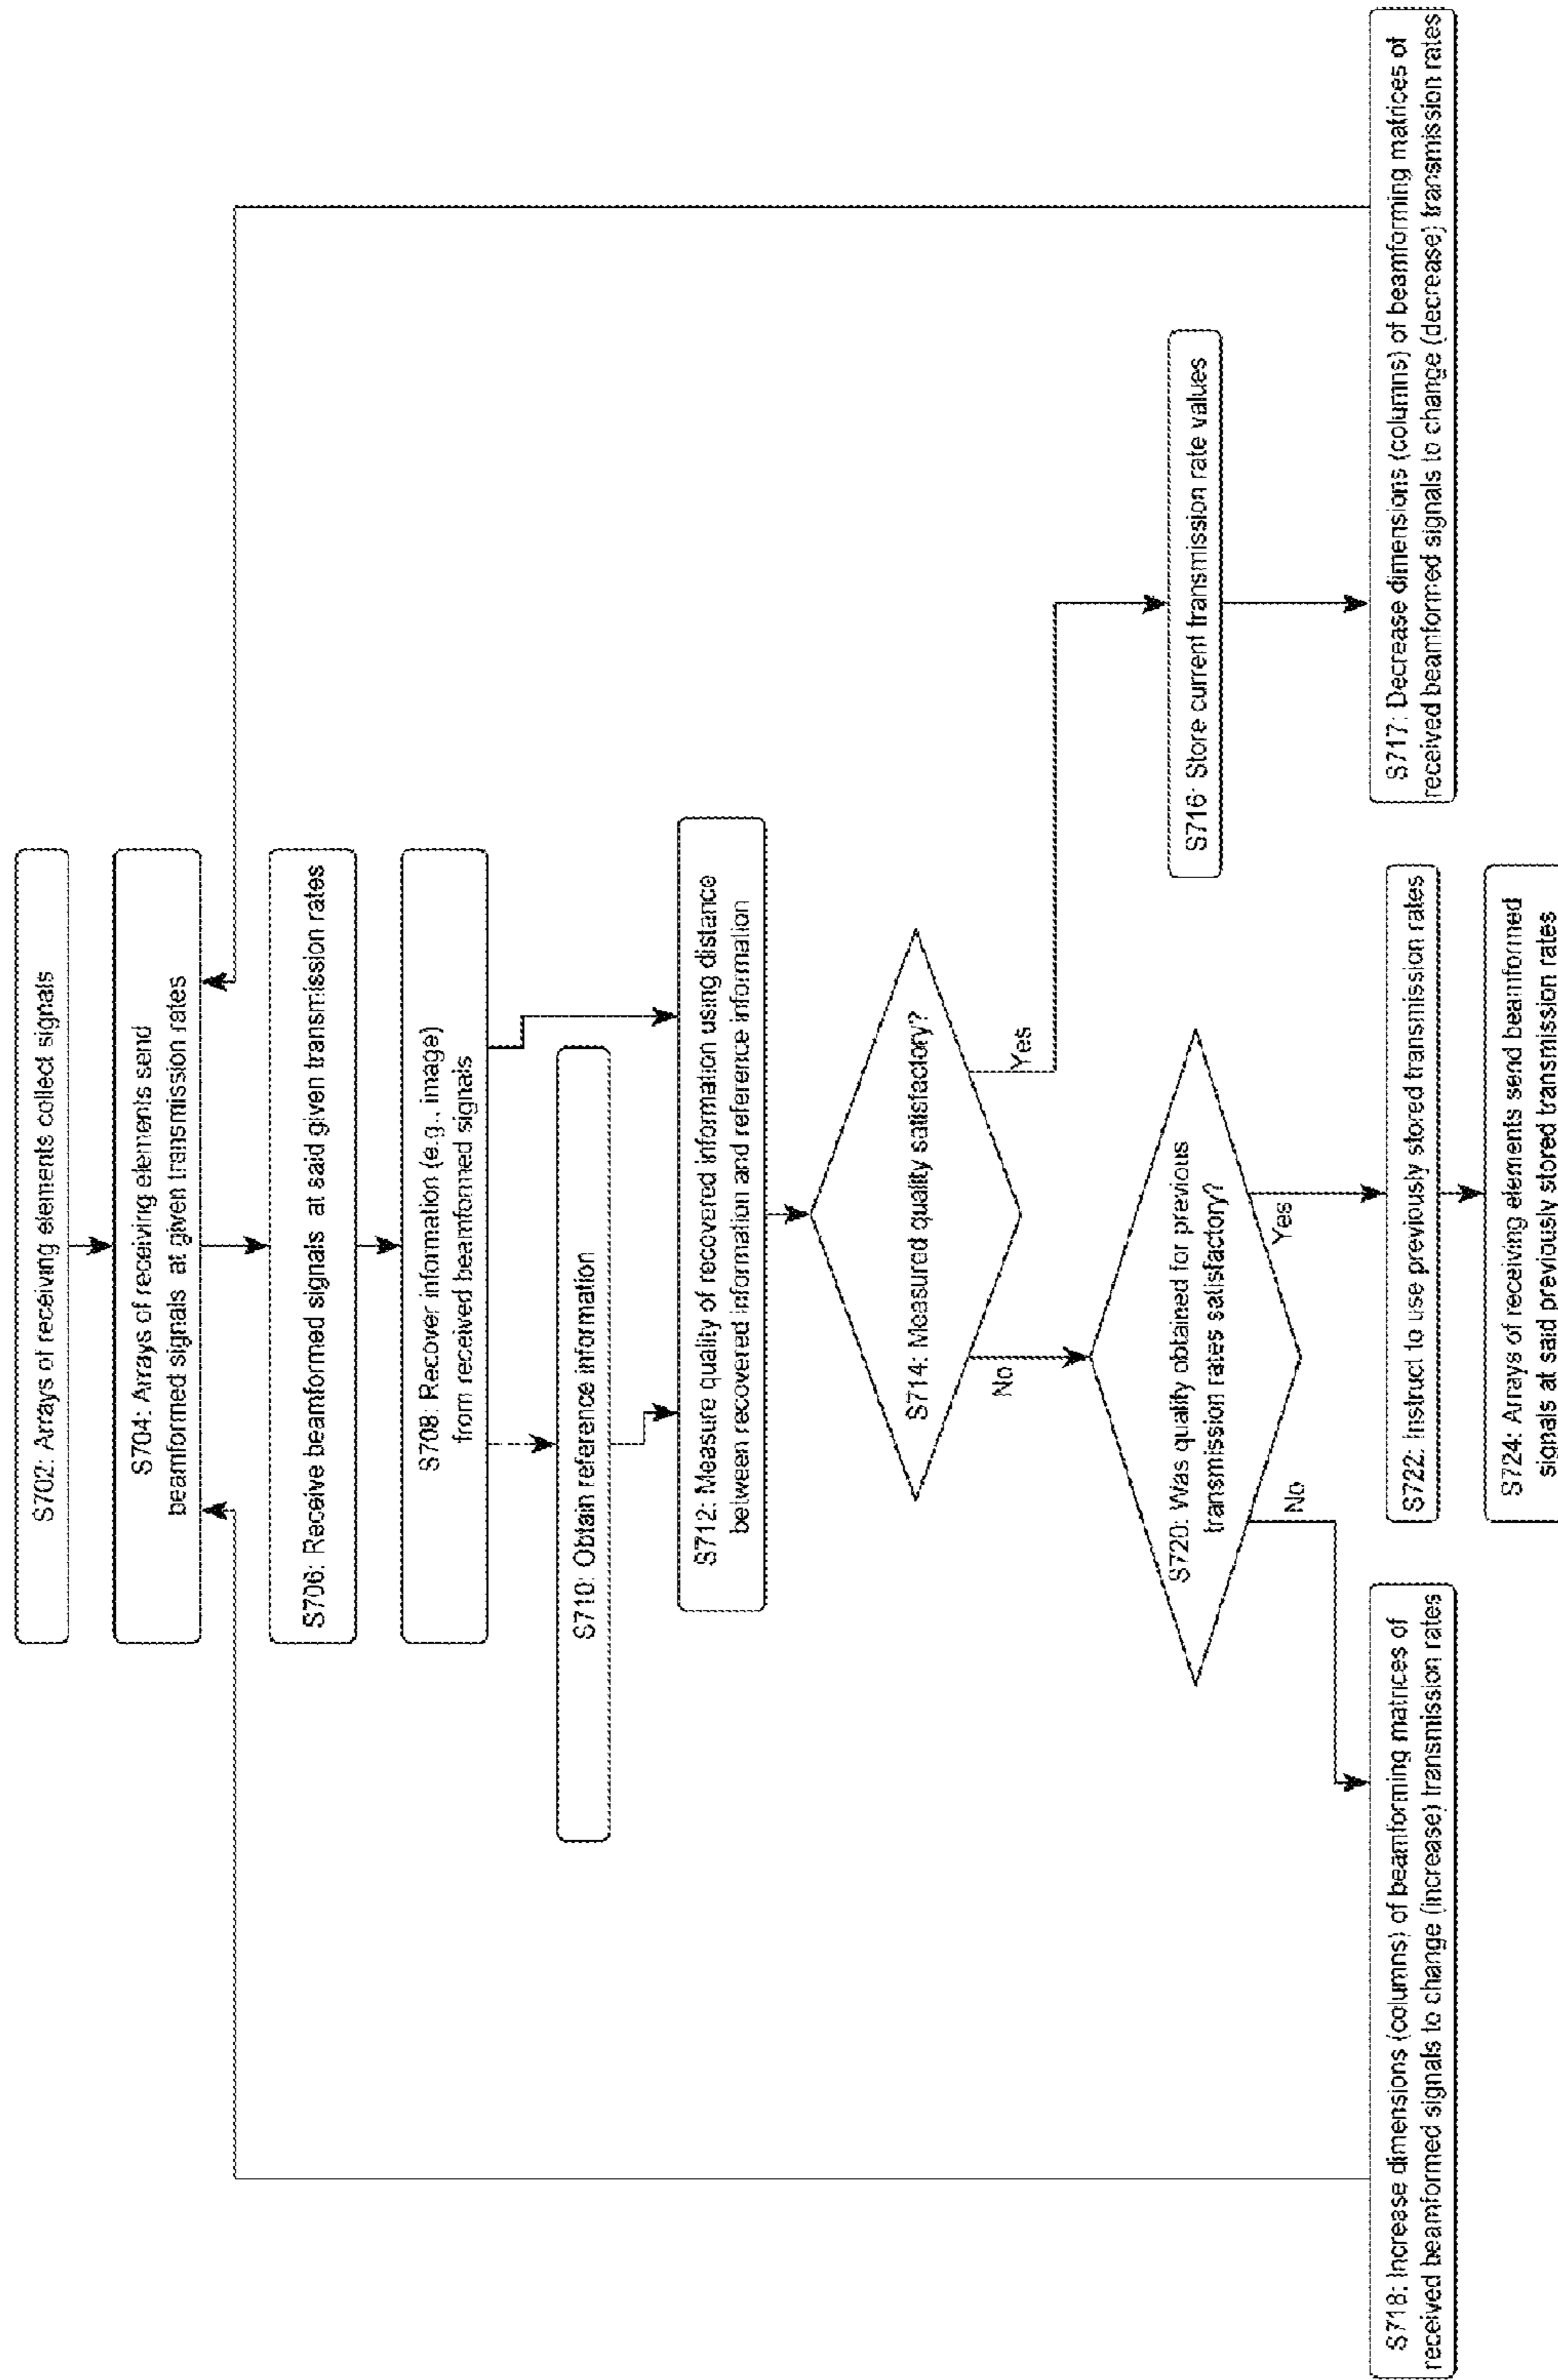 S702: Arrays of receiving elements collect signals
S704: Arrays of receiving elements send
beamformed signals at given transmission rates
S706: Receive beamformed signals at said given transmission rates
S708: Recover information (e.g., image)
from received beamformed signals
S710: Obtain reference information
S712: Measure quality of recovered information using distance
between recovered information and reference information
S714: Measured quality satisfactory?
No
Yes
S720: Was quality obtained for previous
transmission rates satisfactory?
No
Yes
S716: Store current transmission rate values
S718: Increase dimensions (columns) of beamforming matrices of
received beamformed signals to change (increase) transmission rates
S722: Instruct to use previously stored transmission rates
S717: Decrease dimensions (columns) of beamforming matrices of
received beamformed signals to change (decrease) transmission rates
S724: Arrays of receiving elements send beamformed
signals at said previously stored transmission rates